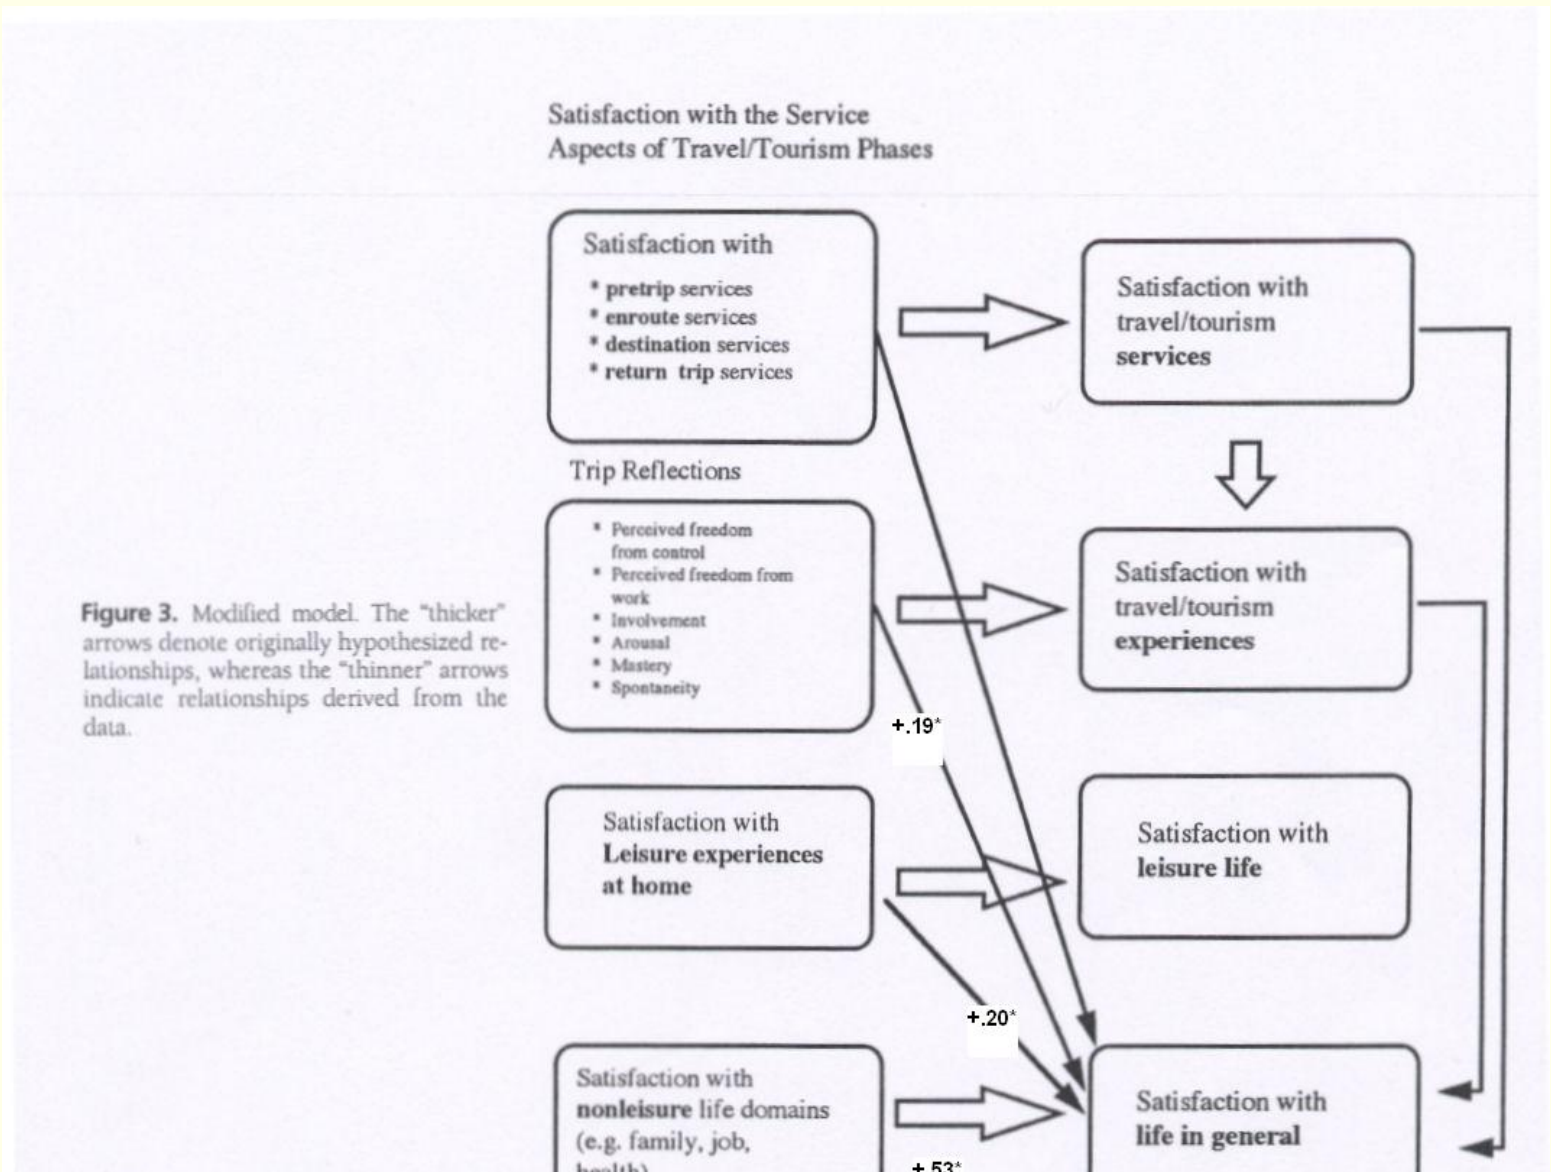 Satisfaction with the Service
Aspects of Travel/Tourism Phases
Satisfaction with
* pretrip services
* enroute services
* destination services
* return trip services
Satisfaction with
travel/tourism
services
Trip Reflections
* Perceived freedom
from control
* Perceived freedom from
work
* Involvement
* Arousal
* Mastery
* Spontaneity
Satisfaction with
travel/tourism
experiences
Figure 3. Modified model. The "thicker"
arrows denote originally hypothesized re-
lationships, whereas the "thinner" arrows
indicate relationships derived from the
data.
+.19*
Satisfaction with
Leisure experiences
at home
Satisfaction with
leisure life
+.20*
Satisfaction with
nonleisure life domains
(e.g. family, job,
health)
Satisfaction with
life in general
+.53*